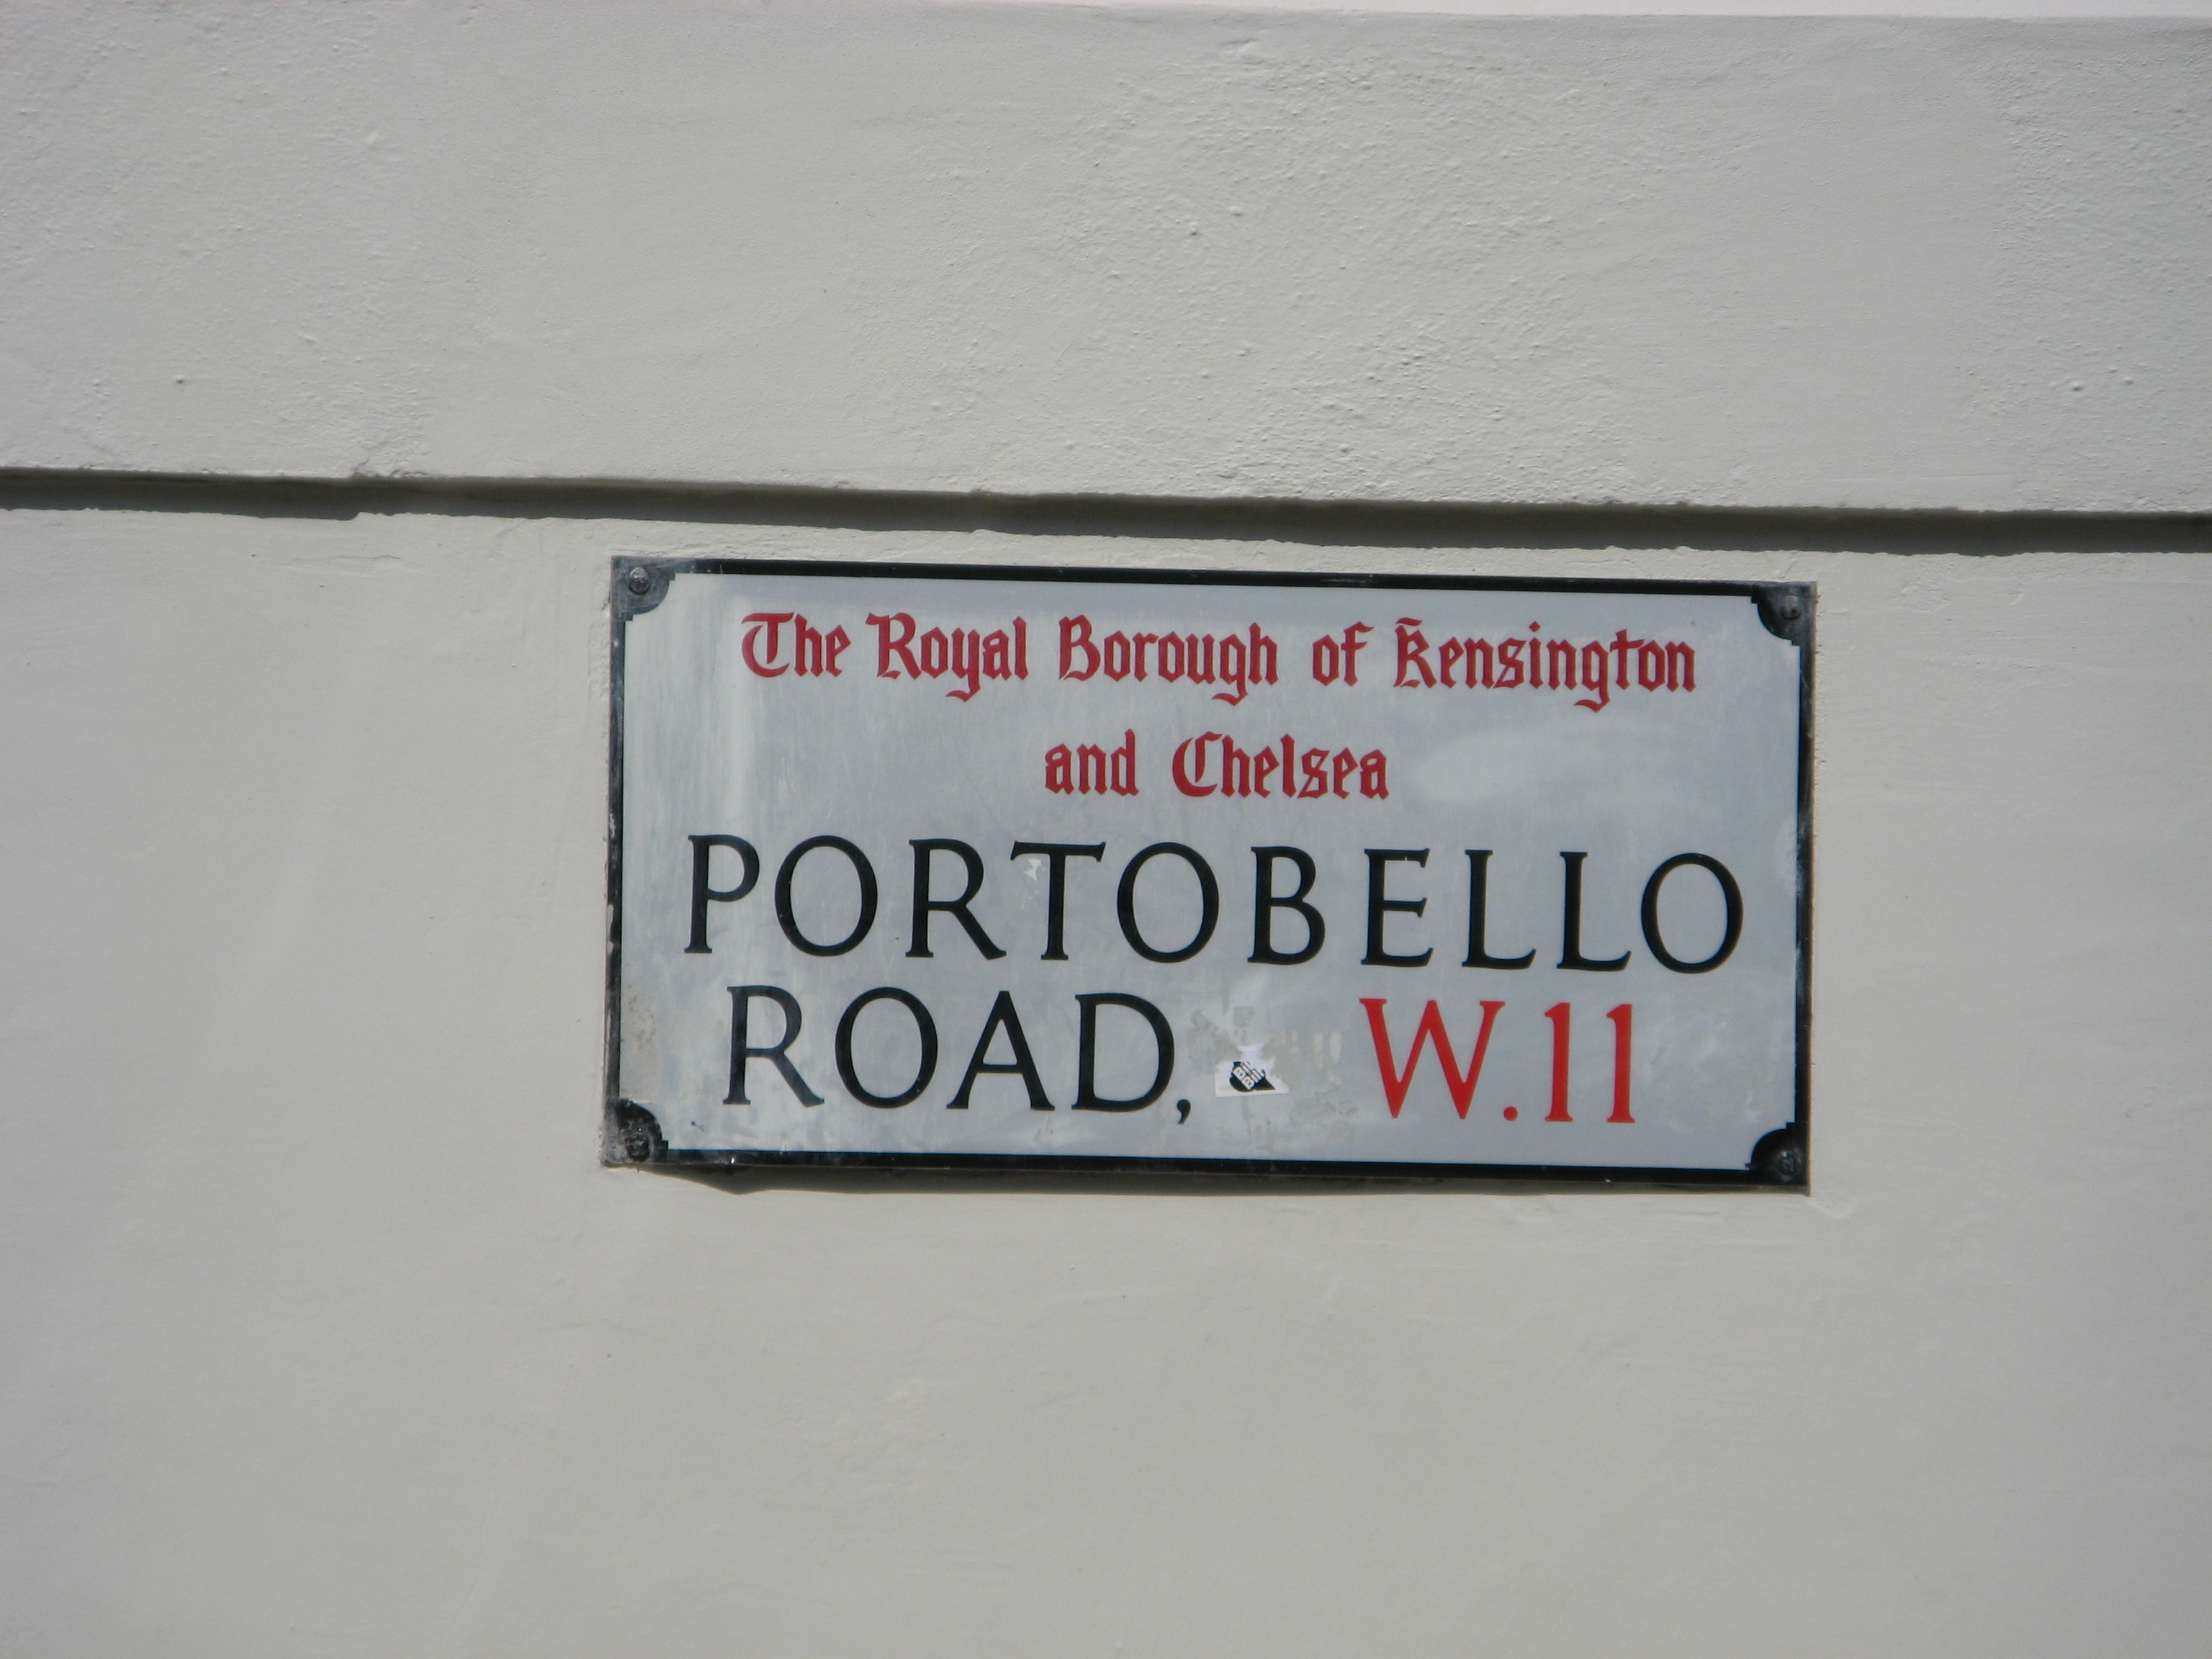 The Royal Borough of Kensington
and Chelsea
PORTOBELLO
ROAD, W.11